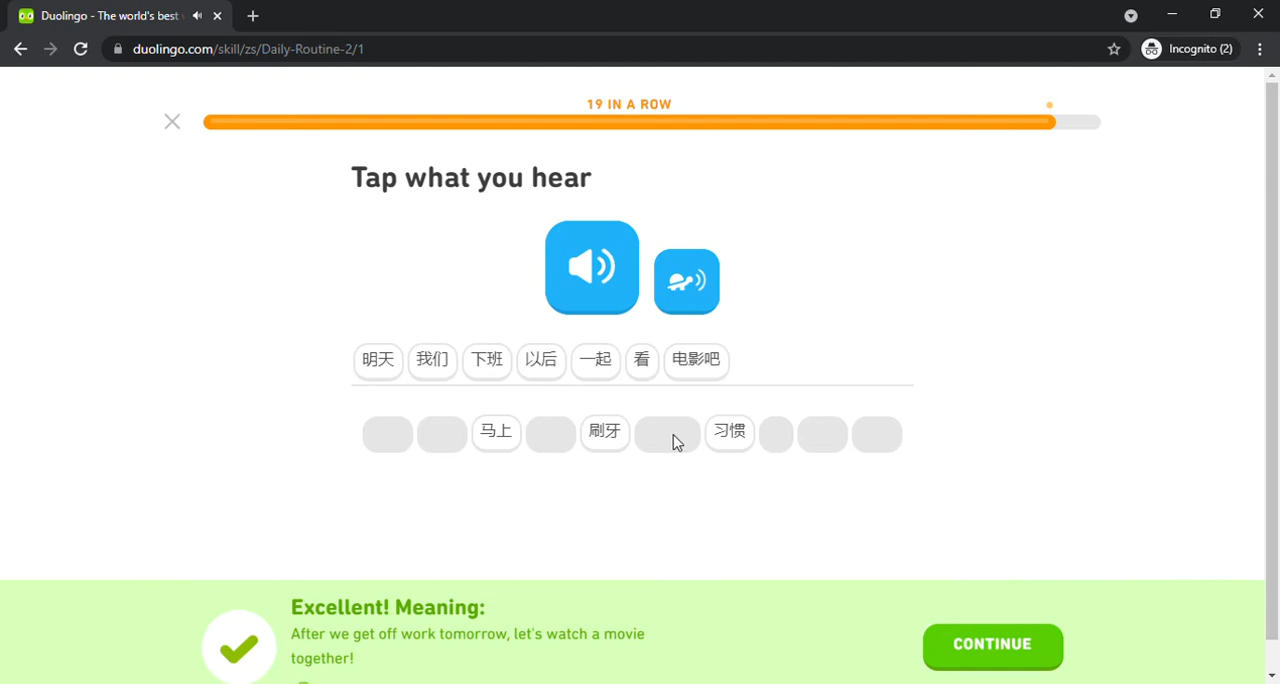 Duolingo - The world's best
duolingo.com/skill/zs/Daily-Routine-2/1
Incognito (2)
19 IN A ROW
Tap what you hear
明天 我们 下班 以后 一起 看 电影吧
马上 刷牙 习惯
Excellent! Meaning:
After we get off work tomorrow, let's watch a movie
together!
CONTINUE